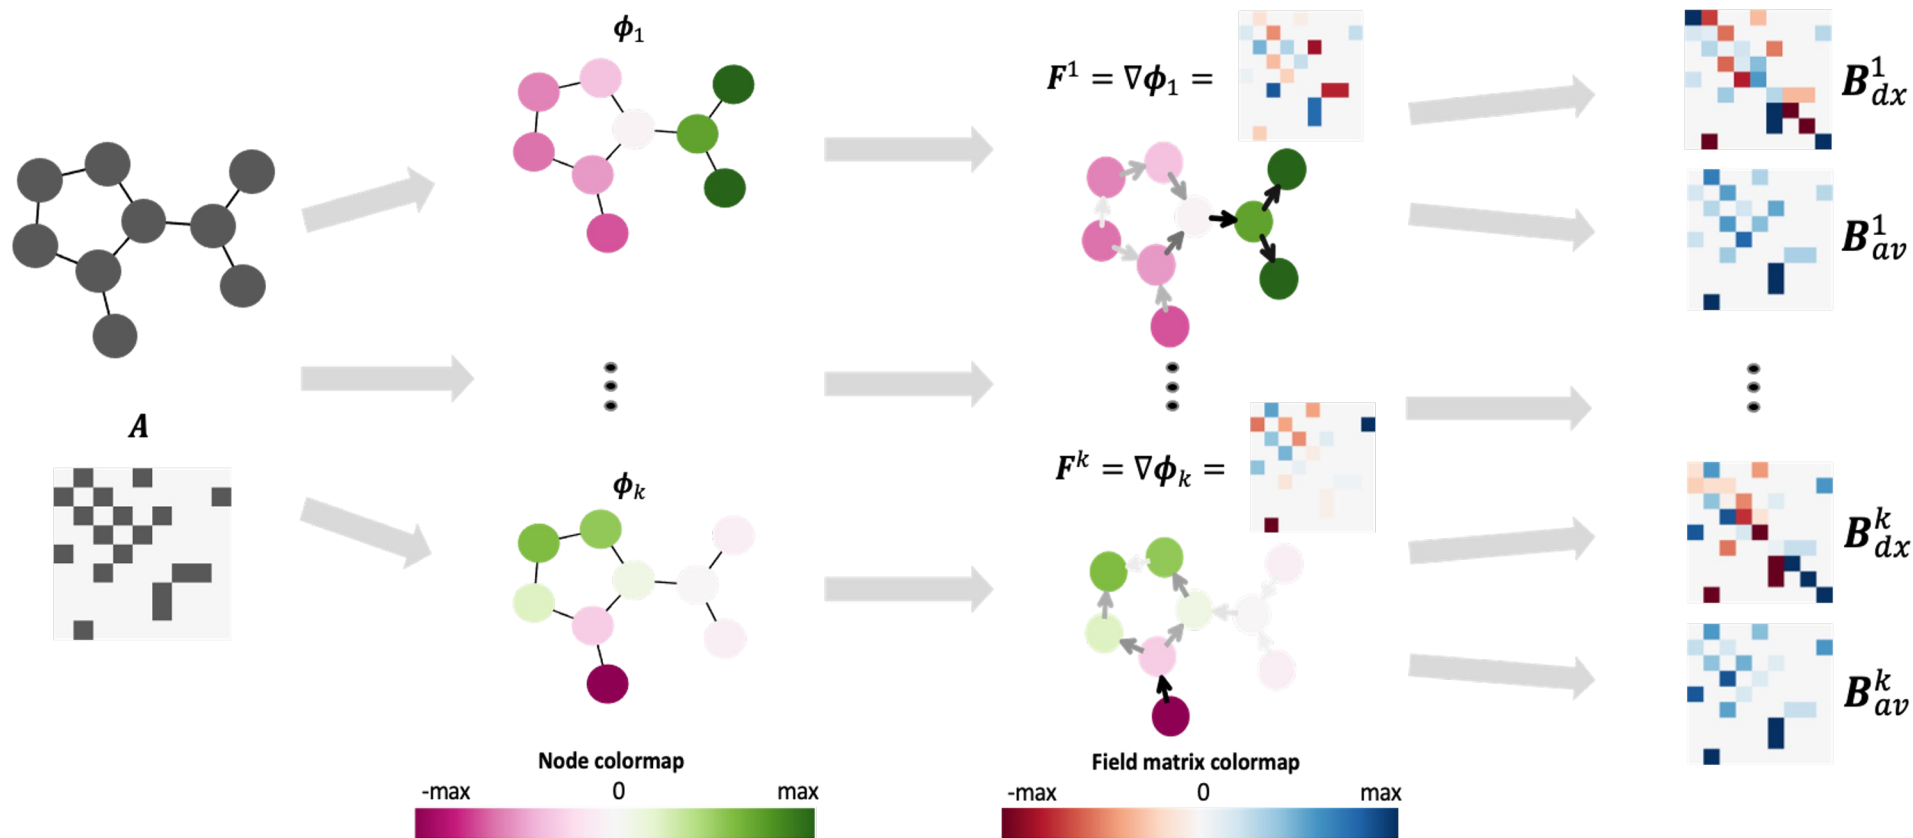 ϕ₁
F¹ = ∇ϕ₁ =
B¹dx
B¹av
A
ϕₖ
Fᵏ = ∇ϕₖ =
Bᵏdx
Bᵏav
Node colormap
-max 0 max
Field matrix colormap
-max 0 max